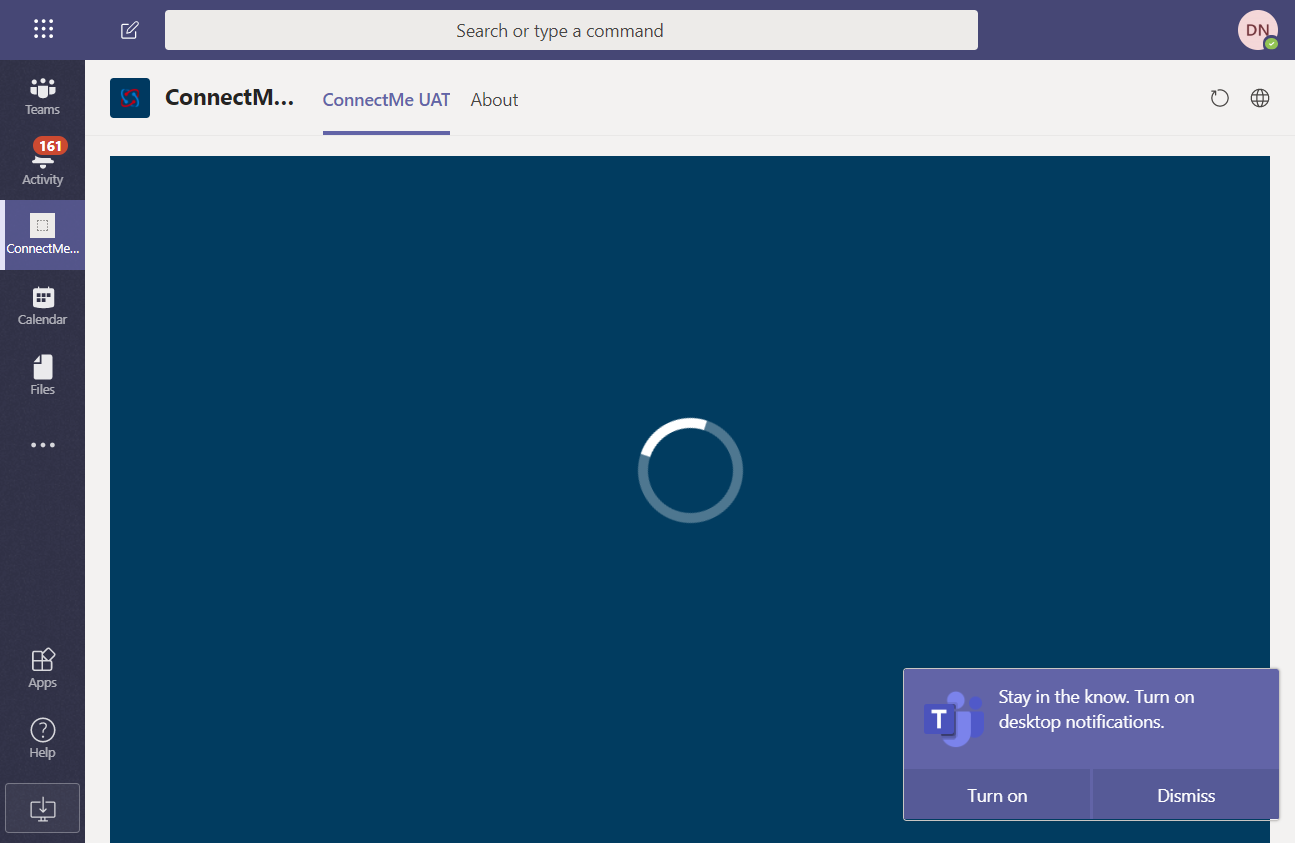 Search or type a command
DN
Teams
161
Activity
ConnectMe...
Calendar
Files
Apps
Help
ConnectM...
ConnectMe UAT
About
T
Stay in the know. Turn on
desktop notifications.
Turn on
Dismiss